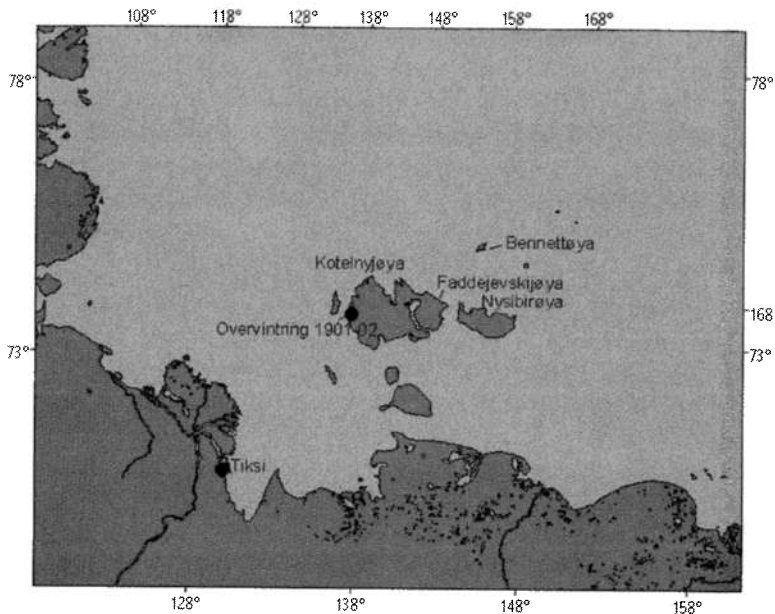 108° 118° 128° 138° 148° 158° 168°
78° 78°
Bennettøya
Kotelnyjøya
Faddejevskijøya
Nysibirøya
168
Overvintring 1901-02
73° 73°
Tiksi
128° 138° 148° 158°